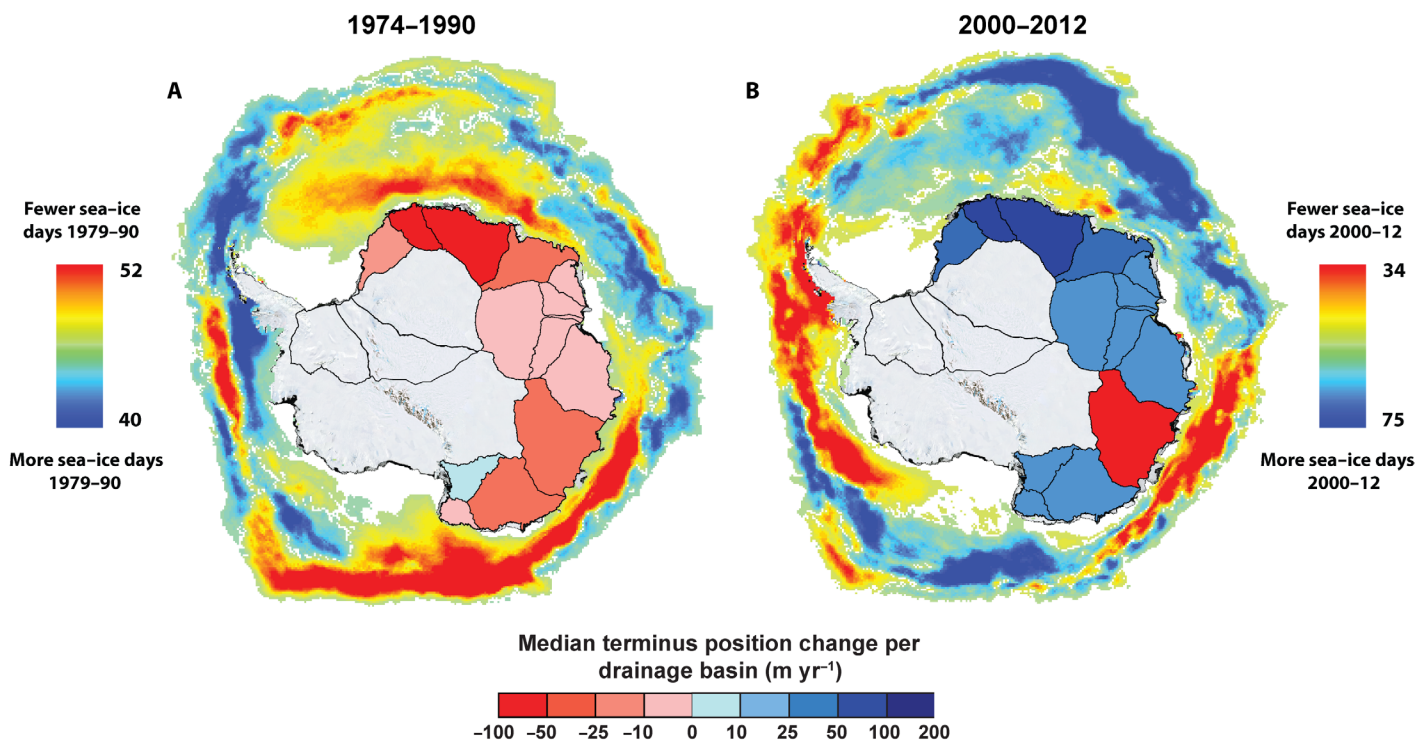 1974–1990
2000–2012
A
B
Fewer sea–ice
days 1979–90
52
40
More sea–ice days
1979–90
Fewer sea–ice
days 2000–12
34
75
More sea–ice days
2000–12
Median terminus position change per
drainage basin (m yr⁻¹)
–100 –50 –25 –10 0 10 25 50 100 200